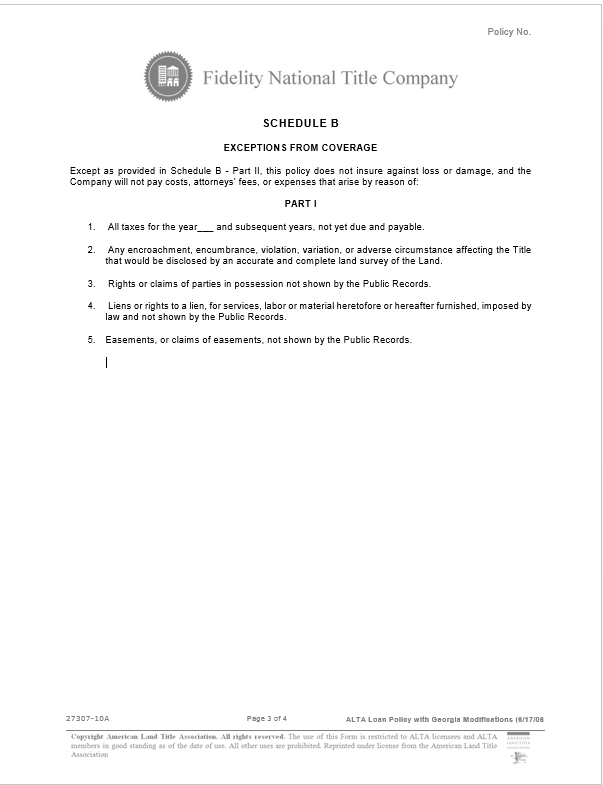 Policy No.
Fidelity National Title Company
SCHEDULE B
EXCEPTIONS FROM COVERAGE
Except as provided in Schedule B - Part II, this policy does not insure against loss or damage, and the
Company will not pay costs, attorneys' fees, or expenses that arise by reason of:
PART I
1. All taxes for the year___ and subsequent years, not yet due and payable.
2. Any encroachment, encumbrance, violation, variation, or adverse circumstance affecting the Title
that would be disclosed by an accurate and complete land survey of the Land.
3. Rights or claims of parties in possession not shown by the Public Records.
4. Liens or rights to a lien, for services, labor or material heretofore or hereafter furnished, imposed by
law and not shown by the Public Records.
5. Easements, or claims of easements, not shown by the Public Records.
27307-10A
Page 3 of 4
ALTA Loan Policy with Georgia Modifications (6/17/06
Copyright American Land Title Association. All rights reserved. The use of this Form is restricted to ALTA licensees and ALTA
members in good standing as of the date of use. All other uses are prohibited. Reprinted under license from the American Land Title
Association
AMERICAN
LAND TITLE